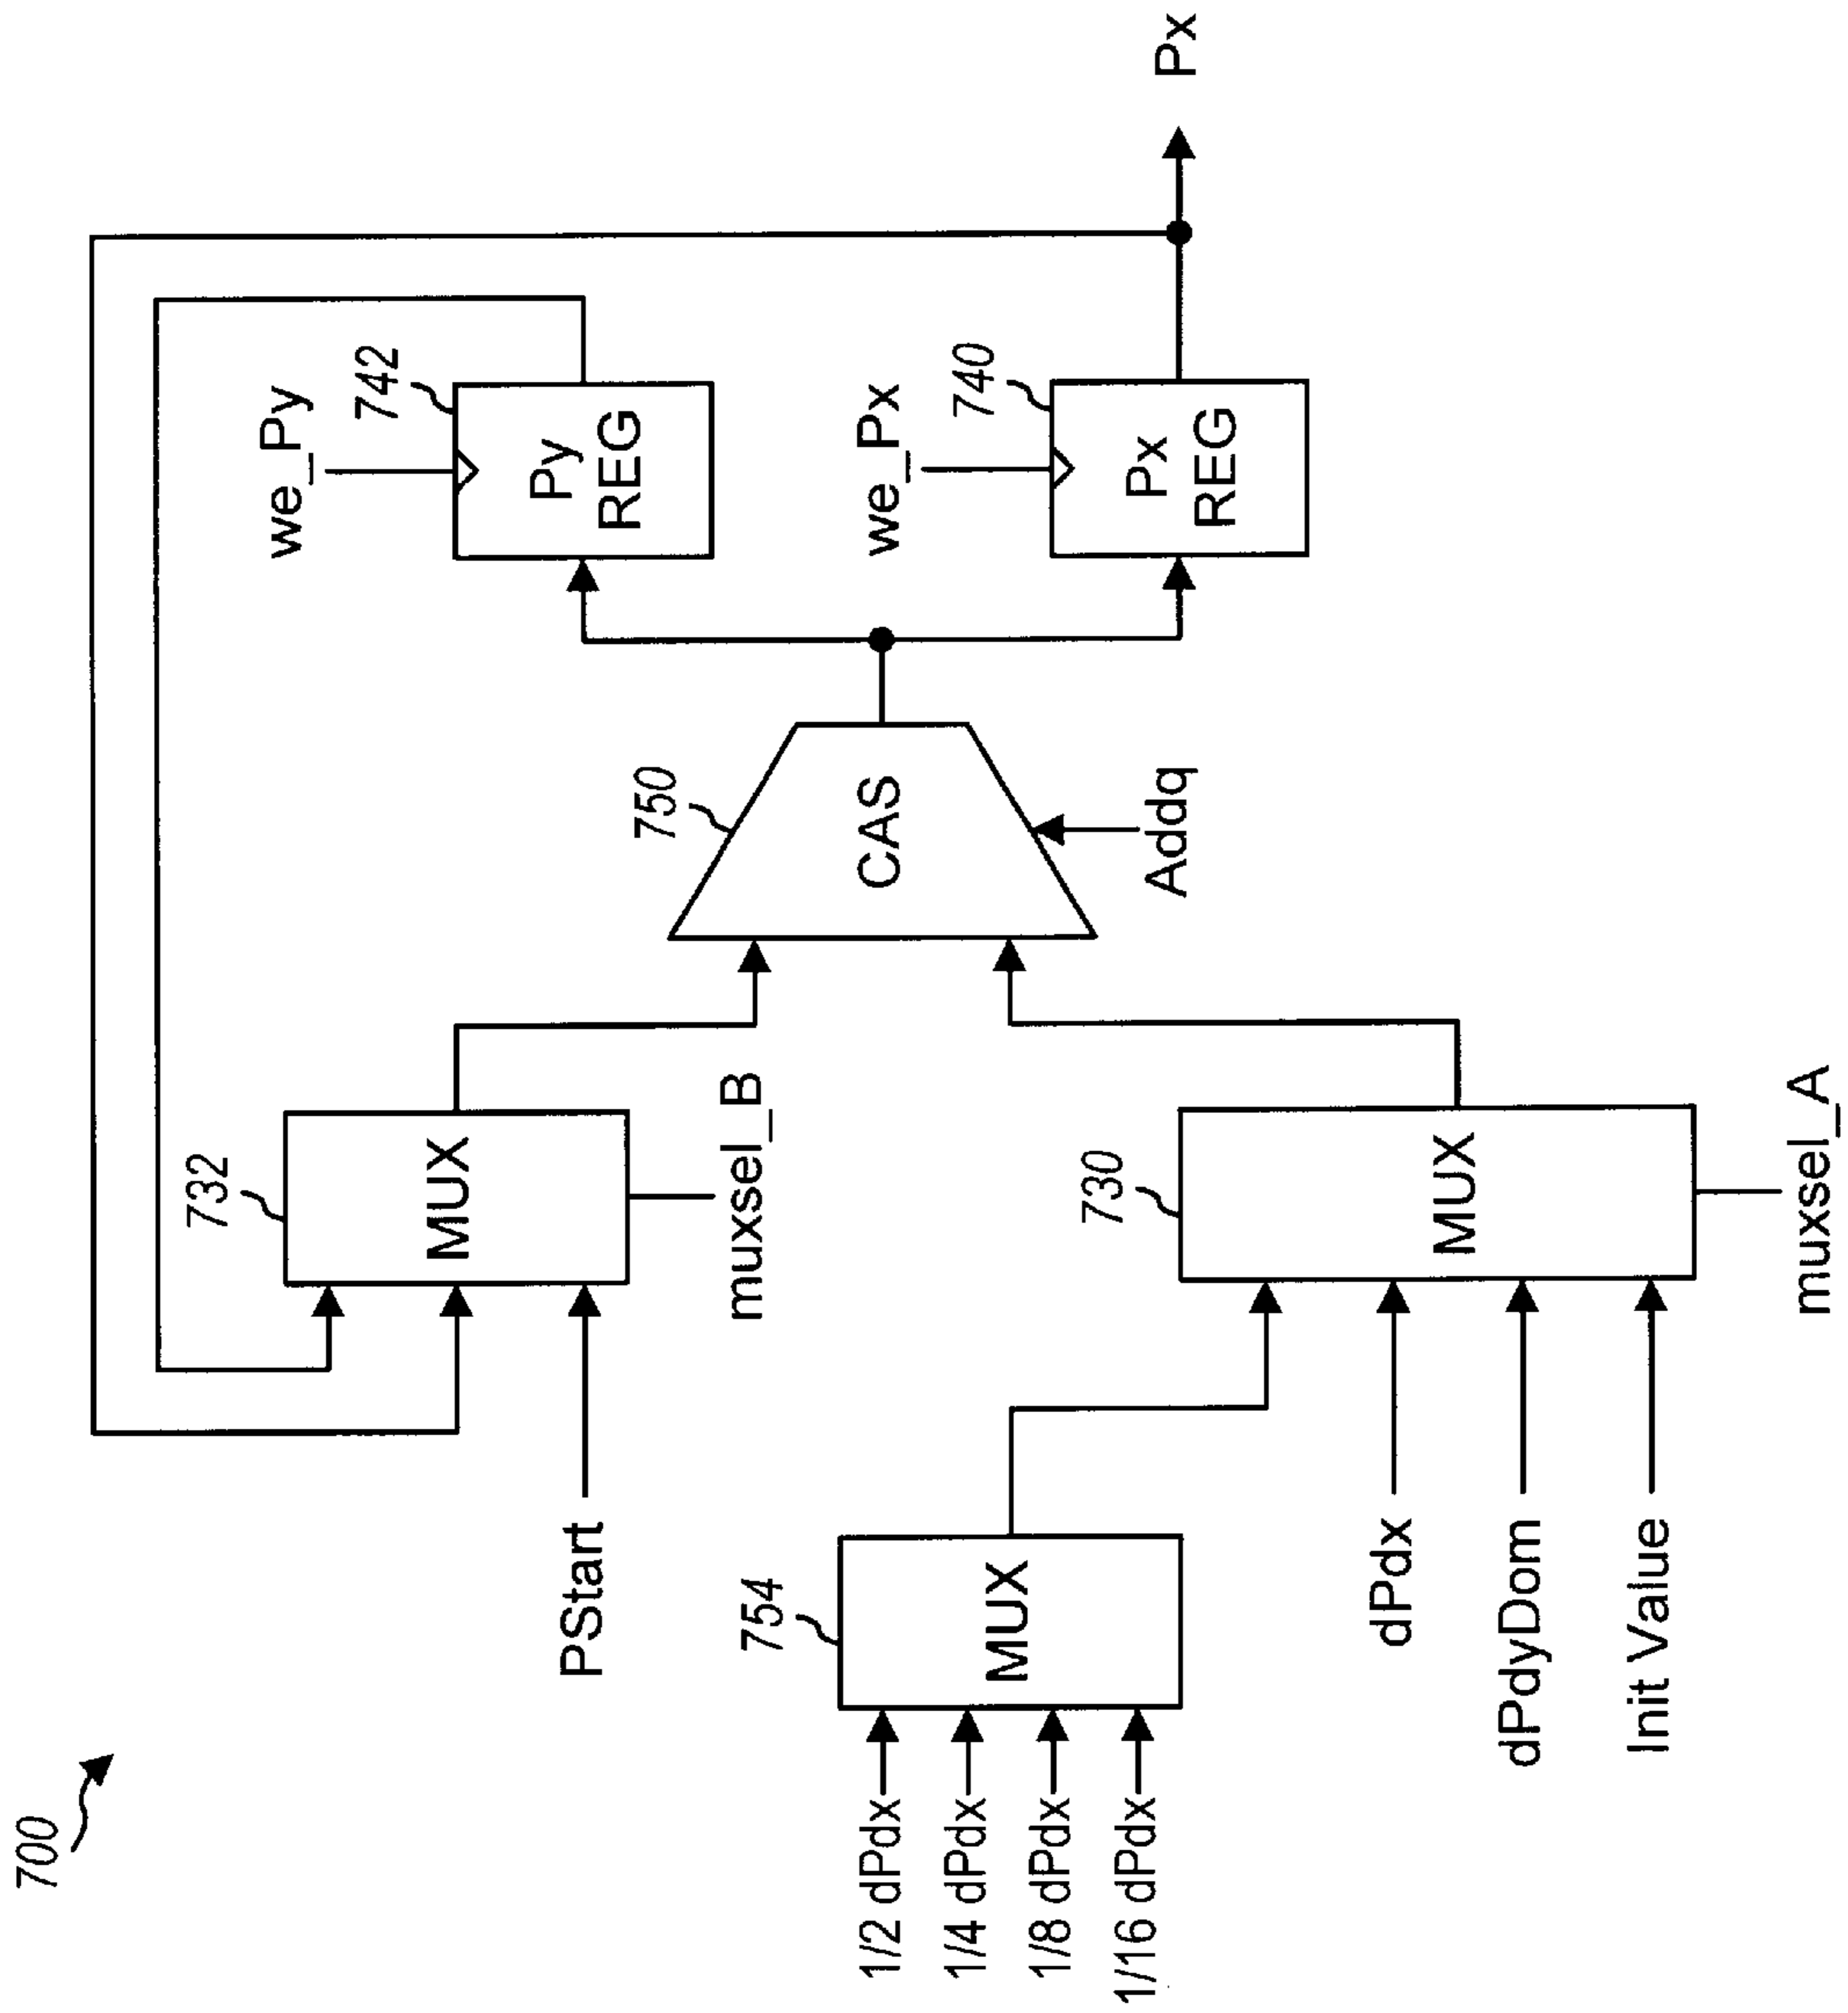 700
732
MUX
PStart
muxsel_B
we_Py
742
Py
REG
750
CAS
Addq
we_Px
740
Px
REG
Px
754
MUX
1/2 dPdx
1/4 dPdx
1/8 dPdx
1/16 dPdx
730
MUX
dPdx
dPdyDom
Init Value
muxsel_A